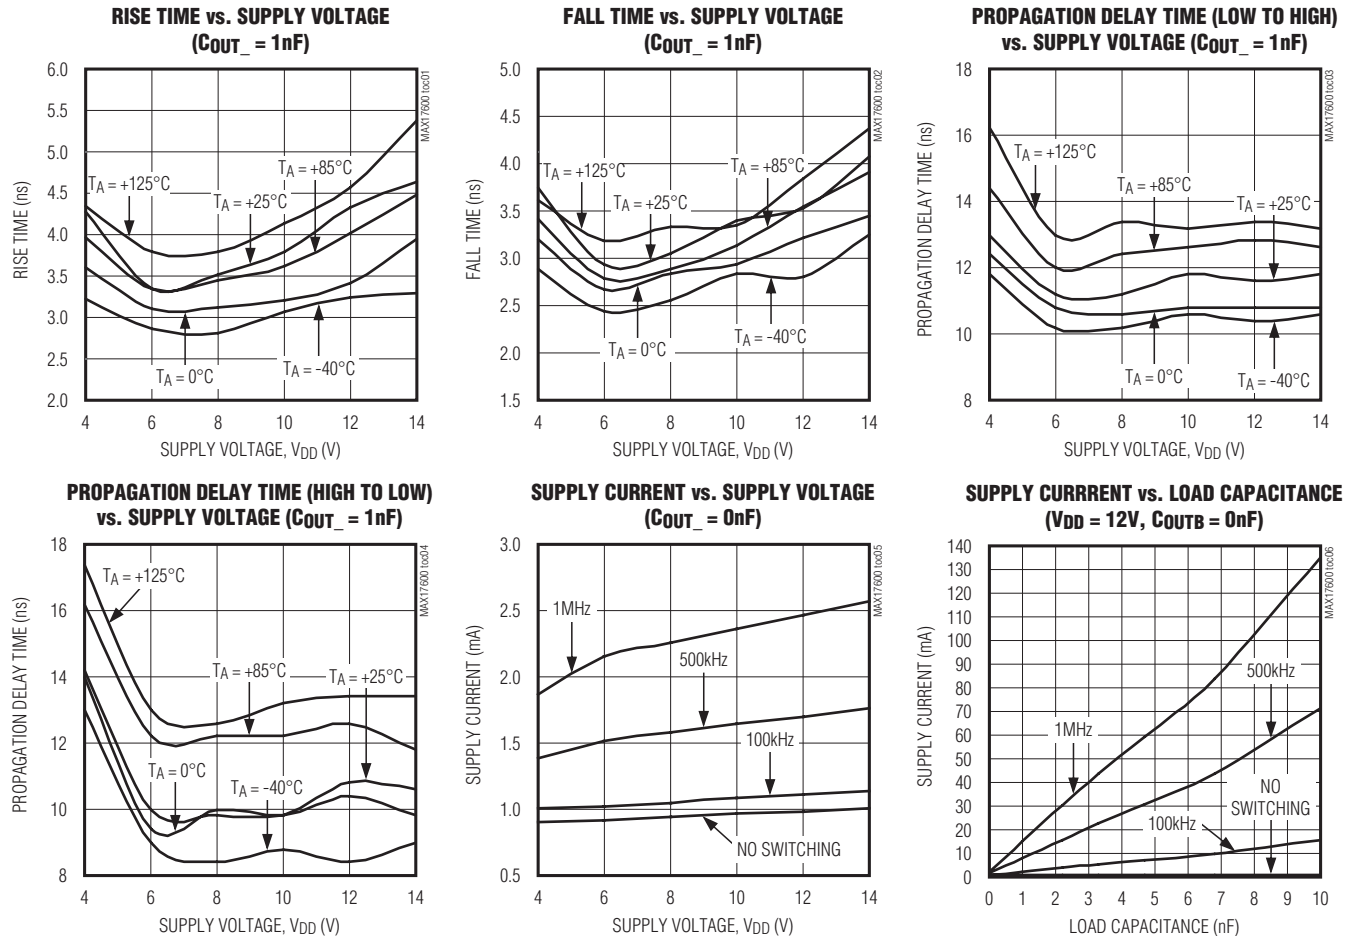 RISE TIME vs. SUPPLY VOLTAGE
(COUT_ = 1nF)
RISE TIME (ns)
6.0
5.5
5.0
4.5
4.0
3.5
3.0
2.5
2.0
TA = +125°C
TA = +25°C
TA = +85°C
TA = 0°C
TA = -40°C
4 6 8 10 12 14
SUPPLY VOLTAGE, VDD (V)
MAX17600 toc01
FALL TIME vs. SUPPLY VOLTAGE
(COUT_ = 1nF)
FALL TIME (ns)
5.0
4.5
4.0
3.5
3.0
2.5
2.0
1.5
TA = +125°C
TA = +25°C
TA = +85°C
TA = 0°C
TA = -40°C
4 6 8 10 12 14
SUPPLY VOLTAGE, VDD (V)
MAX17600 toc02
PROPAGATION DELAY TIME (LOW TO HIGH)
vs. SUPPLY VOLTAGE (COUT_ = 1nF)
PROPAGATION DELAY TIME (ns)
18
16
14
12
10
8
TA = +125°C
TA = +85°C
TA = +25°C
TA = 0°C
TA = -40°C
4 6 8 10 12 14
SUPPLY VOLTAGE, VDD (V)
MAX17600 toc03
PROPAGATION DELAY TIME (HIGH TO LOW)
vs. SUPPLY VOLTAGE (COUT_ = 1nF)
PROPAGATION DELAY TIME (ns)
18
16
14
12
10
8
TA = +125°C
TA = +85°C
TA = +25°C
TA = 0°C
TA = -40°C
4 6 8 10 12 14
SUPPLY VOLTAGE, VDD (V)
MAX17600 toc04
SUPPLY CURRENT vs. SUPPLY VOLTAGE
(COUT_ = 0nF)
SUPPLY CURRENT (mA)
3.0
2.5
2.0
1.5
1.0
0.5
1MHz
500kHz
100kHz
NO SWITCHING
4 6 8 10 12 14
SUPPLY VOLTAGE, VDD (V)
MAX17600 toc05
SUPPLY CURRRENT vs. LOAD CAPACITANCE
(VDD = 12V, COUTB = 0nF)
SUPPLY CURRENT (mA)
140
130
120
110
100
90
80
70
60
50
40
30
20
10
0
1MHz
500kHz
NO
SWITCHING
100kHz
0 1 2 3 4 5 6 7 8 9 10
LOAD CAPACITANCE (nF)
MAX17600 toc06